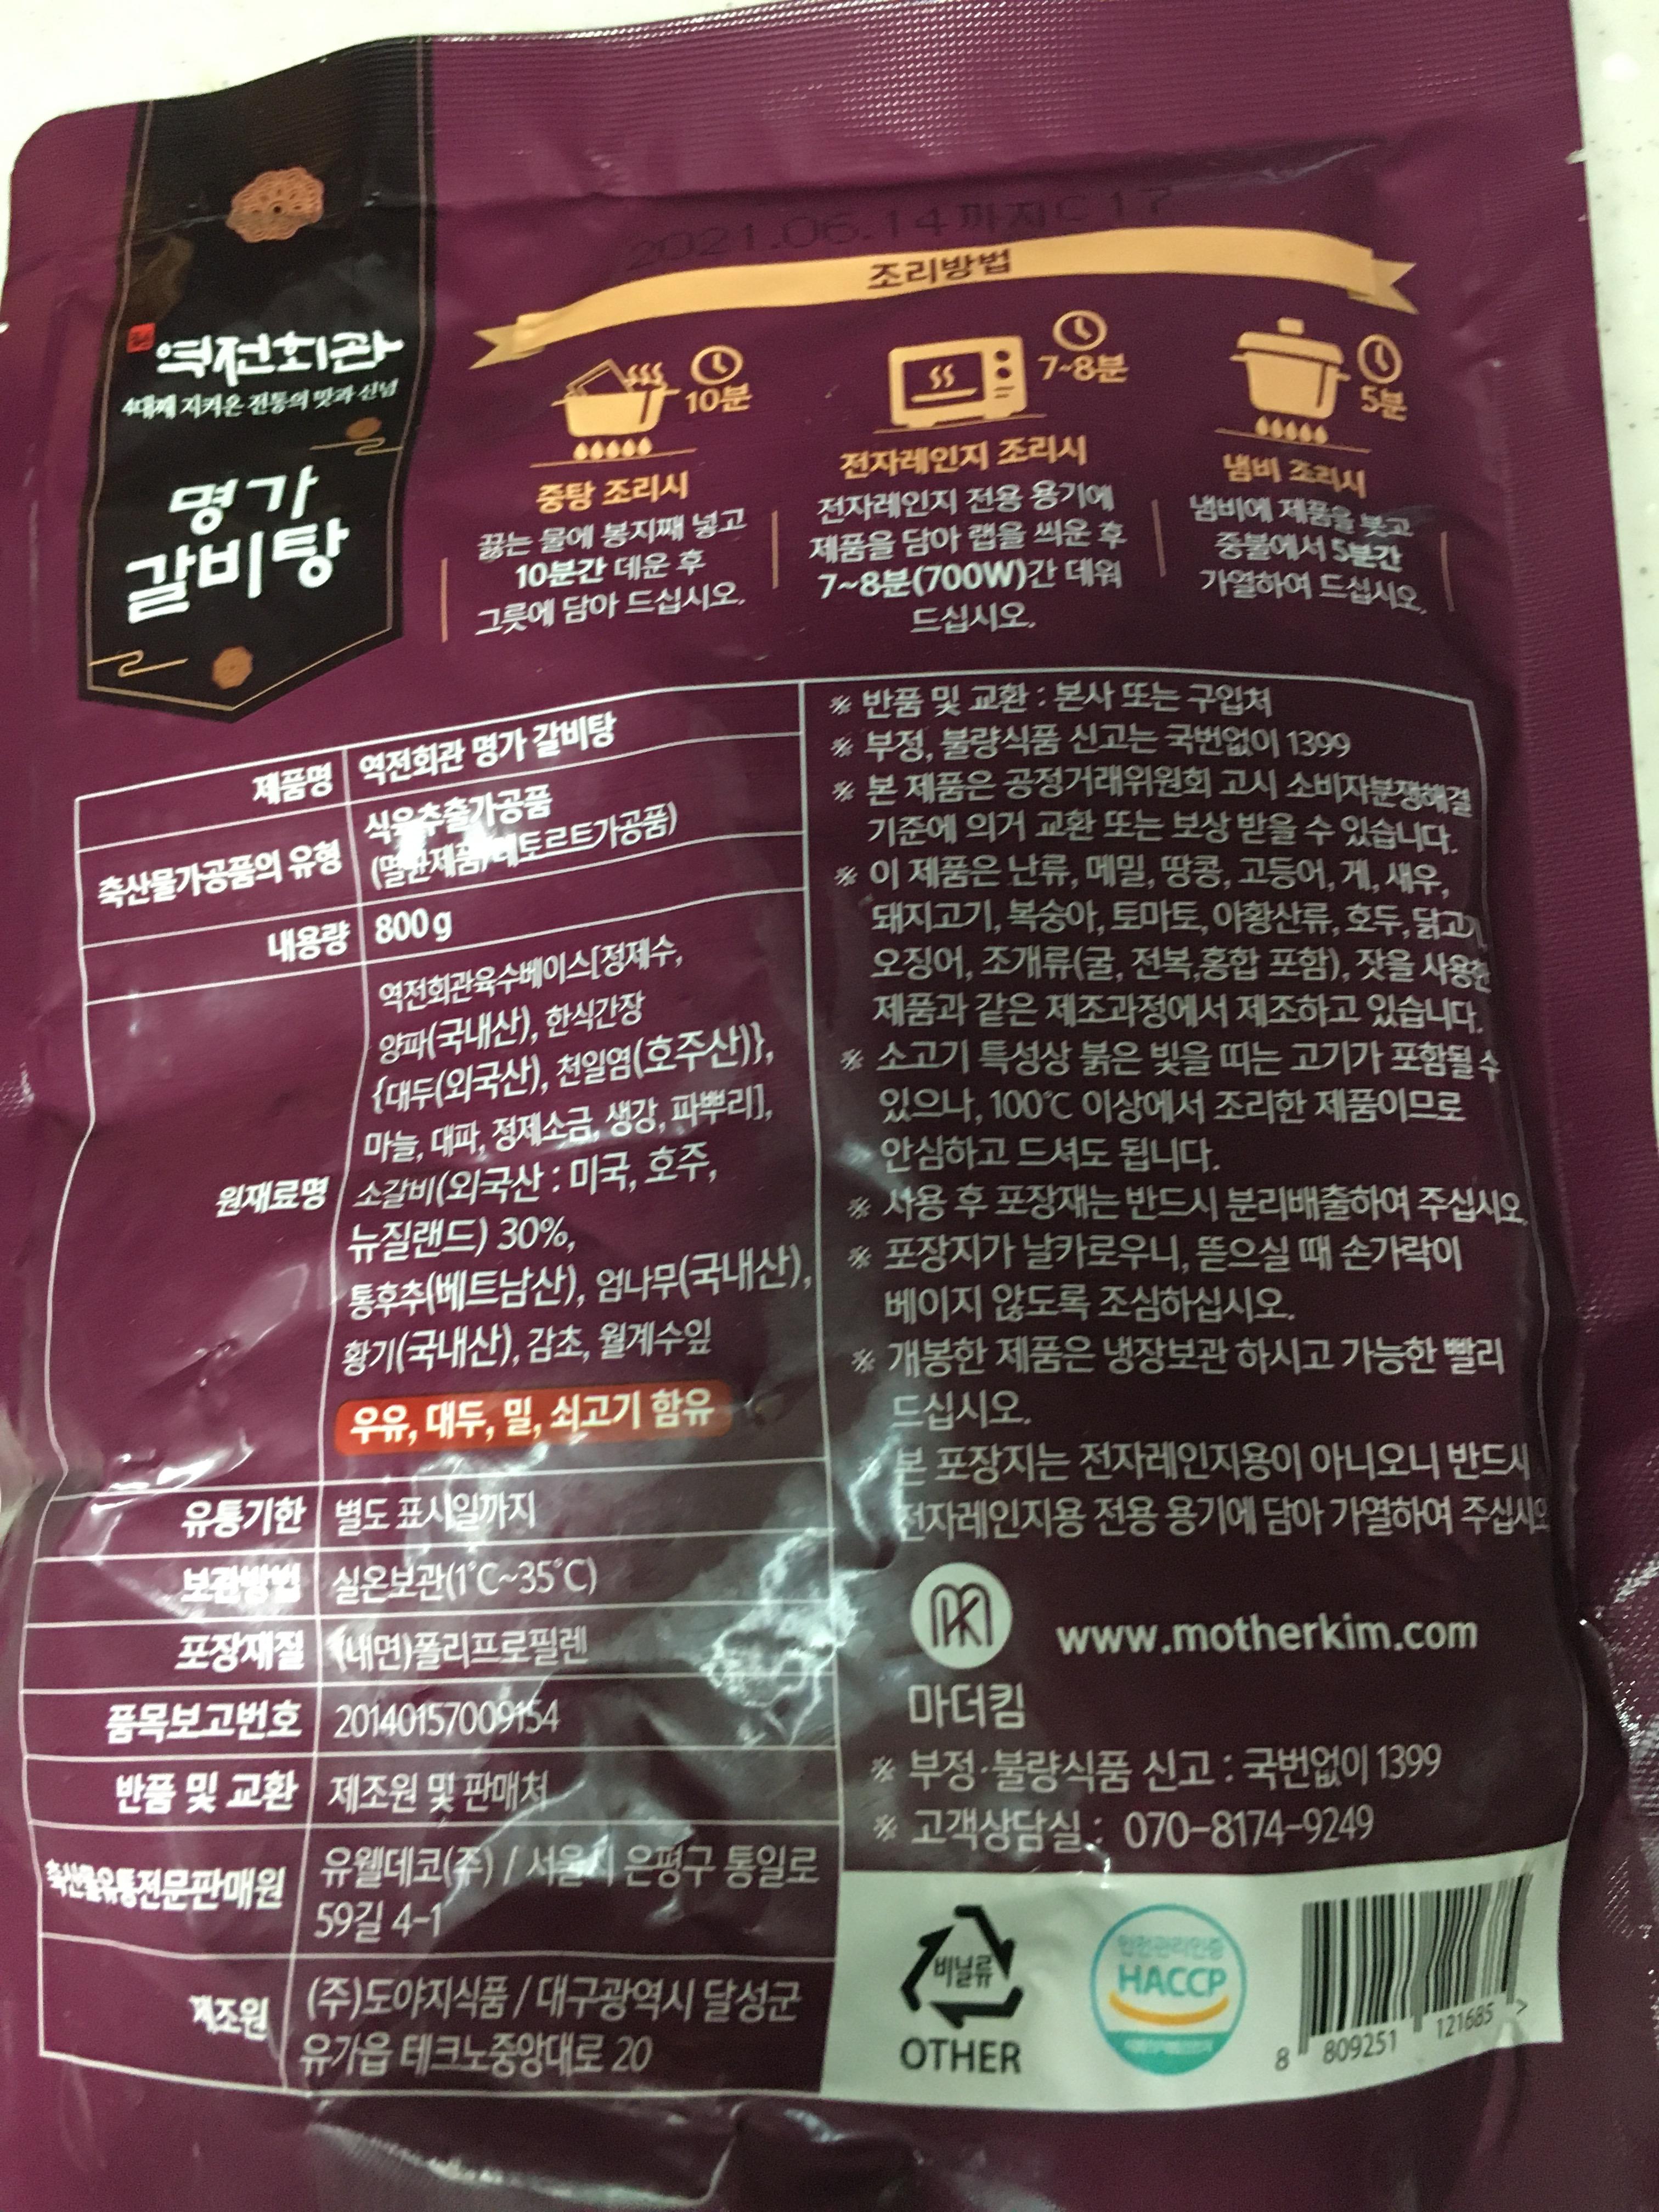 2021.06.14까지C17
역전회관
4대째 지켜온 전통의 맛과 신념
명가
갈비탕
조리방법
10분
중탕 조리시
끓는 물에 봉지째 넣고
10분간 데운 후
그릇에 담아 드십시오.
7~8분
전자레인지 조리시
전자레인지 전용 용기에
제품을 담아 랩을 씌운 후
7~8분(700W)간 데워
드십시오.
5분
냄비 조리시
냄비에 제품을 붓고
중불에서 5분간
가열하여 드십시오.
제품명 역전회관 명가 갈비탕
축산물가공품의 유형 식육추출가공품
(멸균제품/레토르트가공품)
내용량 800g
원재료명 역전회관육수베이스[정제수,
양파(국내산), 한식간장
{대두(외국산), 천일염(호주산)},
마늘, 대파, 정제소금, 생강, 파뿌리],
소갈비(외국산 : 미국, 호주,
뉴질랜드) 30%,
통후추(베트남산), 엄나무(국내산),
황기(국내산), 감초, 월계수잎
우유, 대두, 밀, 쇠고기 함유
유통기한 별도 표시일까지
보관방법 실온보관(1°C~35°C)
포장재질 (내면)폴리프로필렌
품목보고번호 20140157009154
반품 및 교환 제조원 및 판매처
축산물유통전문판매원 유웰데코(주) / 서울시 은평구 통일로
59길 4-1
제조원 (주)도야지식품 / 대구광역시 달성군
유가읍 테크노중앙대로 20
※ 반품 및 교환 : 본사 또는 구입처
※ 부정, 불량식품 신고는 국번없이 1399
※ 본 제품은 공정거래위원회 고시 소비자분쟁해결
기준에 의거 교환 또는 보상 받을 수 있습니다.
※ 이 제품은 난류, 메밀, 땅콩, 고등어, 게, 새우,
돼지고기, 복숭아, 토마토, 아황산류, 호두, 닭고기,
오징어, 조개류(굴, 전복,홍합 포함), 잣을 사용한
제품과 같은 제조과정에서 제조하고 있습니다.
※ 소고기 특성상 붉은 빛을 띠는 고기가 포함될 수
있으나, 100℃ 이상에서 조리한 제품이므로
안심하고 드셔도 됩니다.
※ 사용 후 포장재는 반드시 분리배출하여 주십시오.
※ 포장지가 날카로우니, 뜯으실 때 손가락이
베이지 않도록 조심하십시오.
※ 개봉한 제품은 냉장보관 하시고 가능한 빨리
드십시오.
본 포장지는 전자레인지용이 아니오니 반드시
전자레인지용 전용 용기에 담아 가열하여 주십시오
www.motherkim.com
마더킴
※ 부정·불량식품 신고 : 국번없이 1399
※ 고객상담실 : 070-8174-9249
비닐류
OTHER
안전관리인증
HACCP
8 809251 121685 >